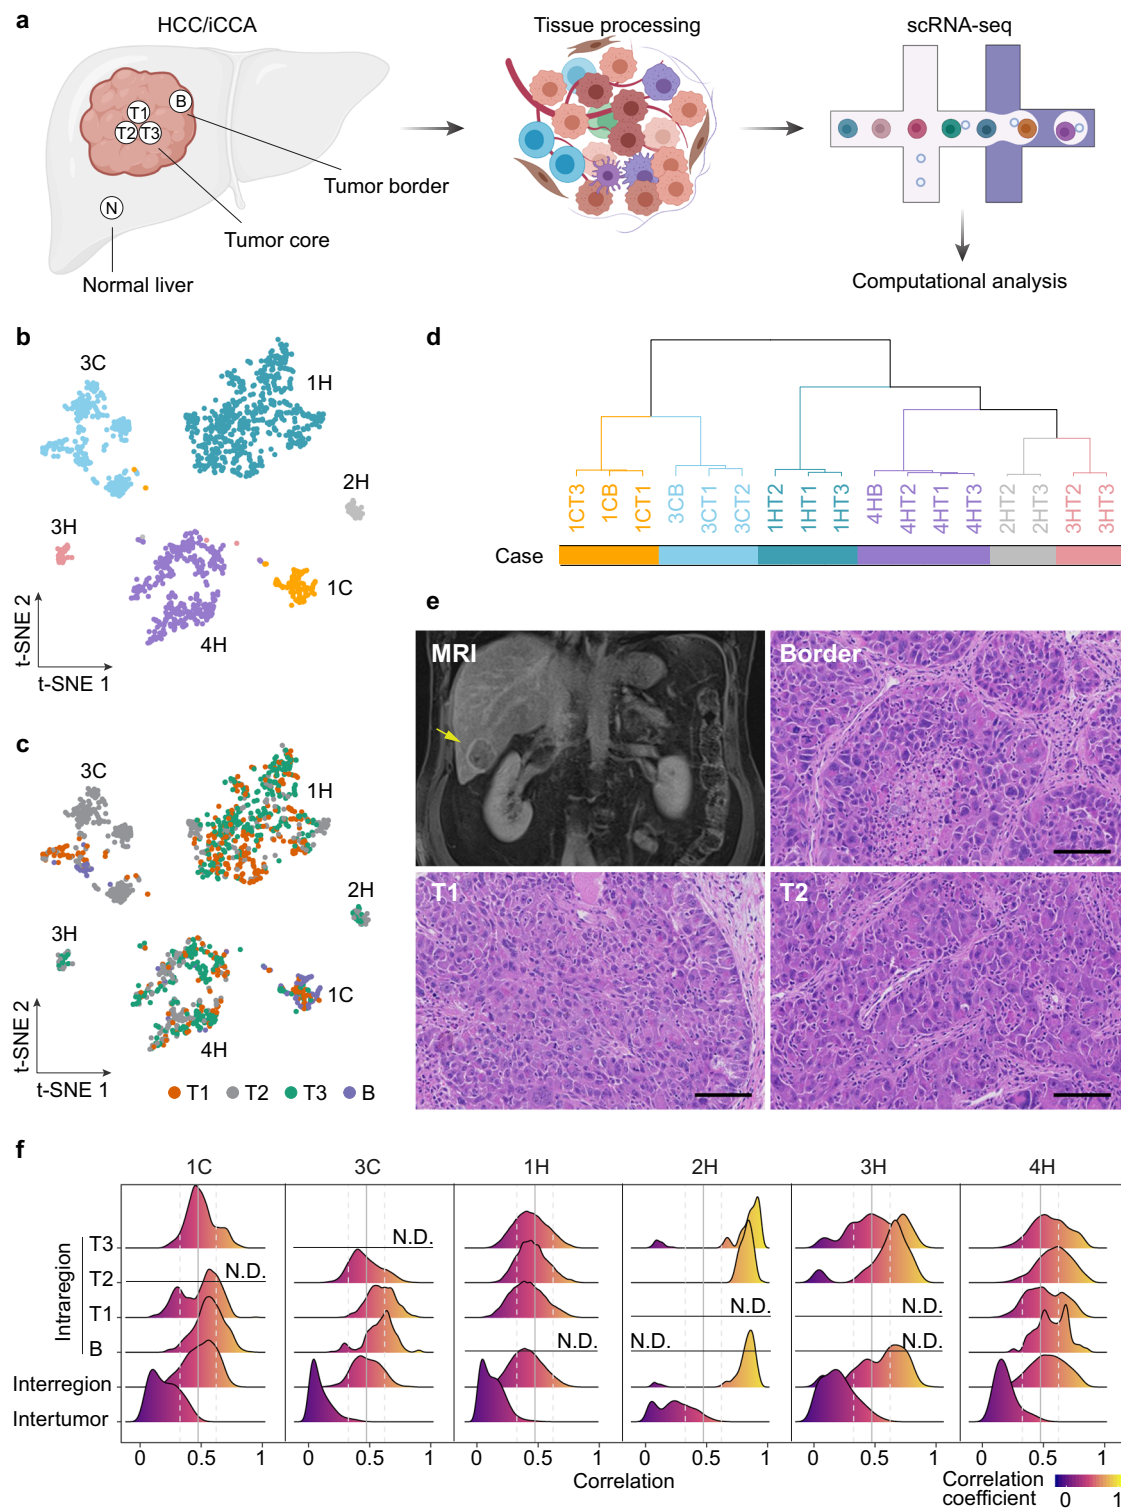 a
HCC/iCCA
Tissue processing
scRNA-seq
B
T1
T2 T3
Tumor border
N
Tumor core
Normal liver
Computational analysis
b
3C
1H
2H
3H
1C
4H
t-SNE 2
t-SNE 1
c
3C
1H
2H
3H
1C
4H
t-SNE 2
t-SNE 1
T1 T2 T3 B
d
1CT3 1CB 1CT1 3CB 3CT1 3CT2 1HT2 1HT1 1HT3 4HB 4HT2 4HT1 4HT3 2HT2 2HT3 3HT2 3HT3
Case
e
MRI
Border
T1
T2
f
1C 3C 1H 2H 3H 4H
Intraregion
T3 N.D.
T2 N.D.
T1 N.D. N.D.
B N.D. N.D. N.D.
Interregion
Intertumor
0 0.5 1 0 0.5 1 0 0.5 1 0 0.5 1 0 0.5 1 0 0.5 1
Correlation
Correlation
coefficient
0 1